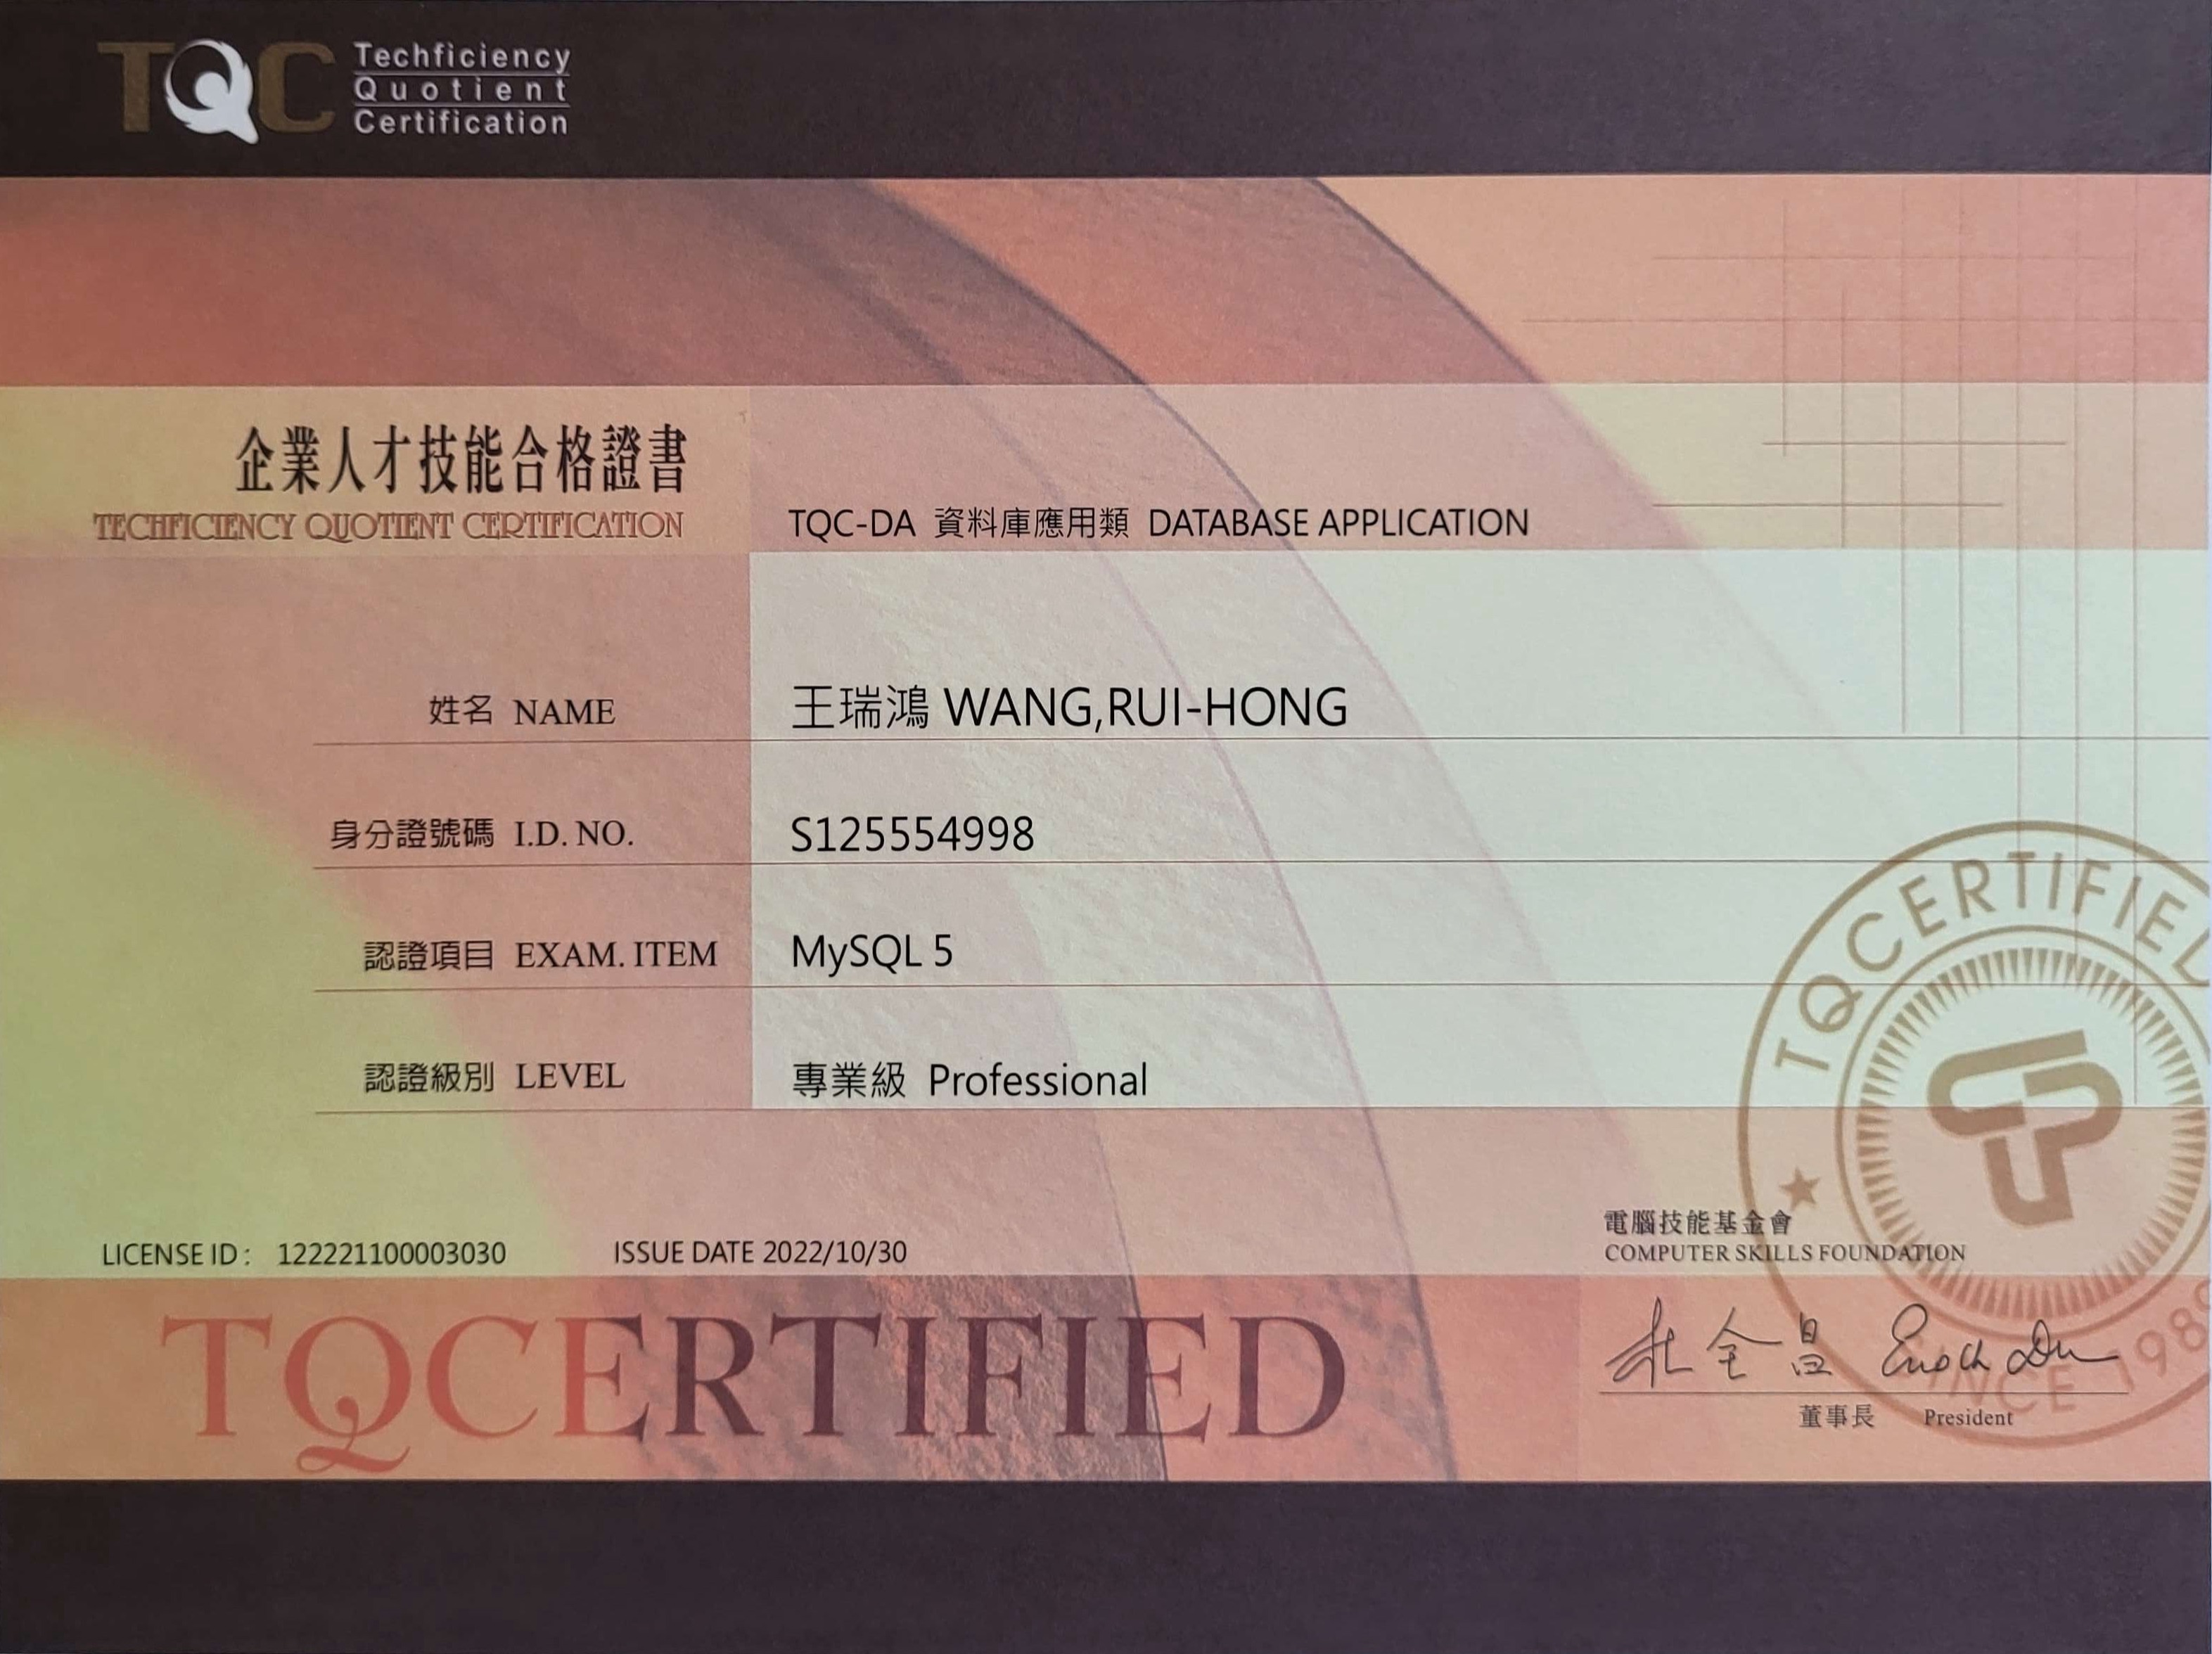 TQC Techficiency
Quotient
Certification
企業人才技能合格證書
TECHFICIENCY QUOTIENT CERTIFICATION
TQC-DA 資料庫應用類 DATABASE APPLICATION
姓名 NAME 王瑞鴻 WANG,RUI-HONG
身分證號碼 I.D. NO. S125554998
認證項目 EXAM. ITEM MySQL 5
認證級別 LEVEL 專業級 Professional
TQCERTIFIED
SINCE 1989
LICENSE ID : 122221100003030 ISSUE DATE 2022/10/30
電腦技能基金會
COMPUTER SKILLS FOUNDATION
TQCERTIFIED
杜全昌 Enoch Du
董事長 President